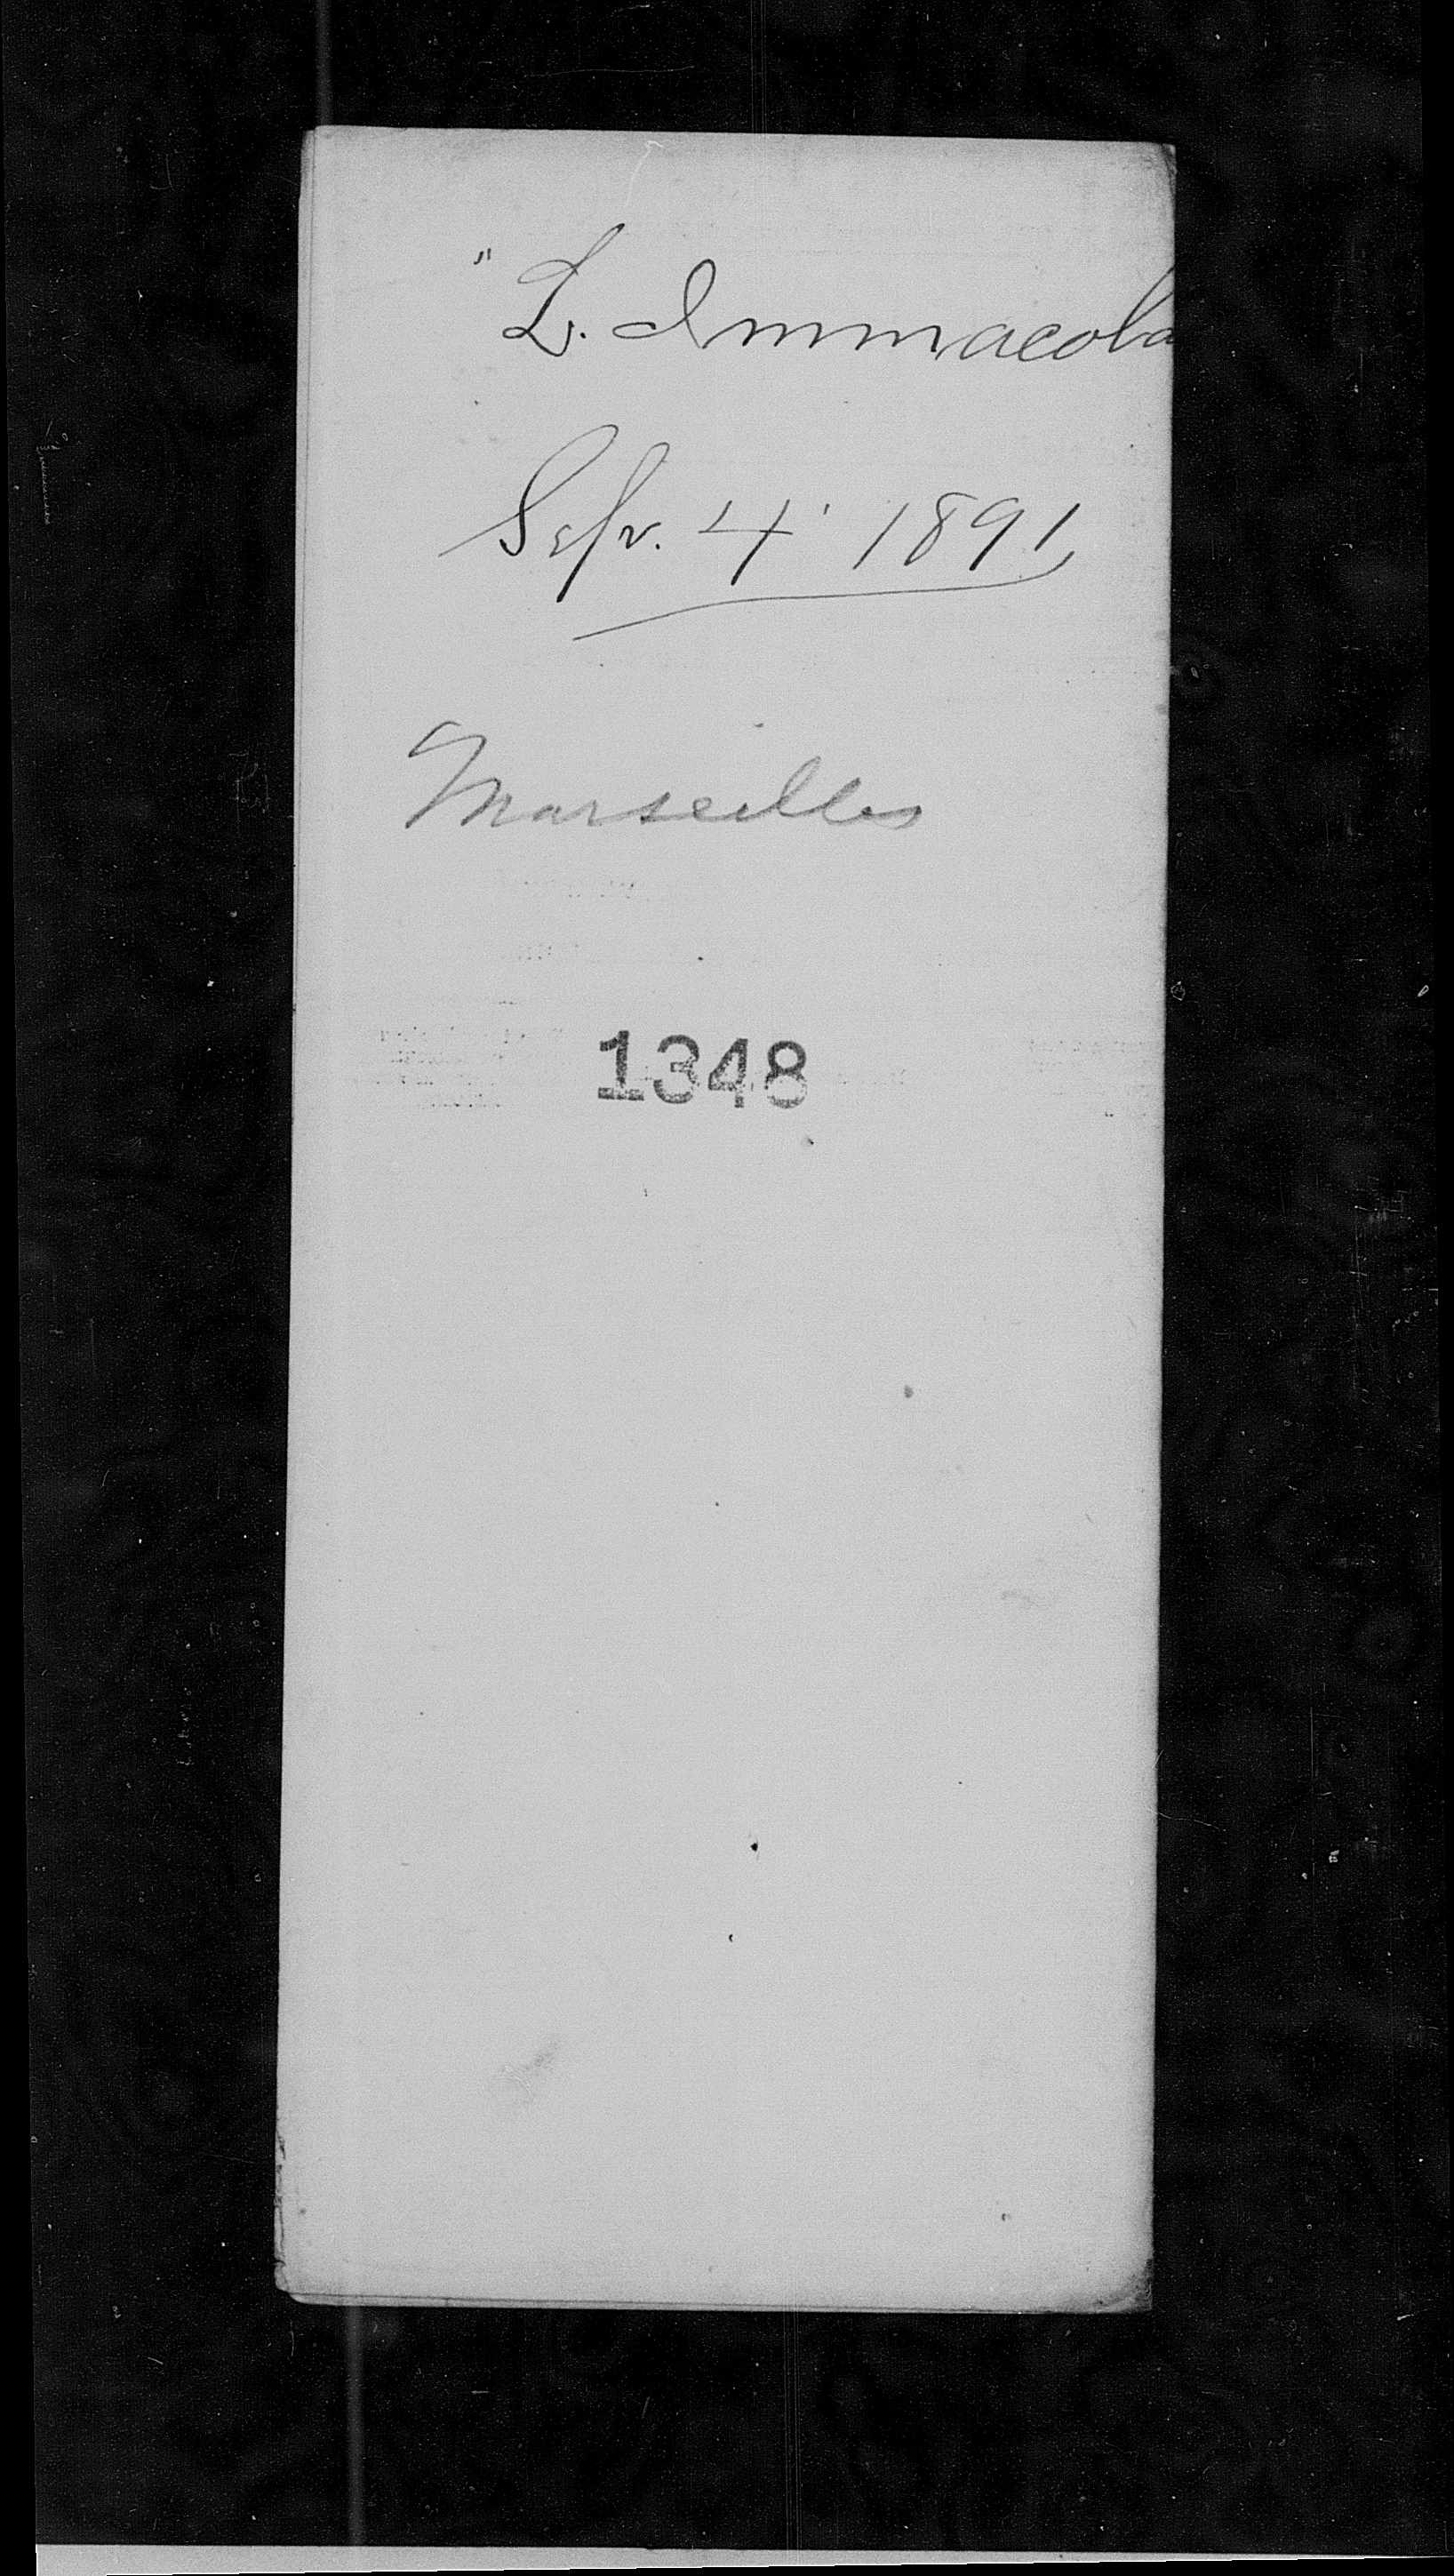 " L. Immacola
Sep. 4' 1891
Marseilles
1348